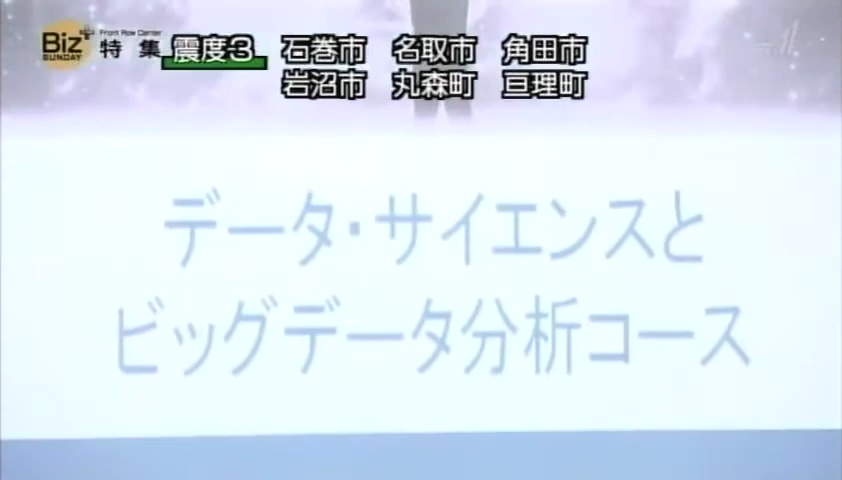 Biz+ Front Row Center
SUNDAY 特集
震度3 石巻市 名取市 角田市
岩沼市 丸森町 亘理町
データ・サイエンスと
ビッグデータ分析コース